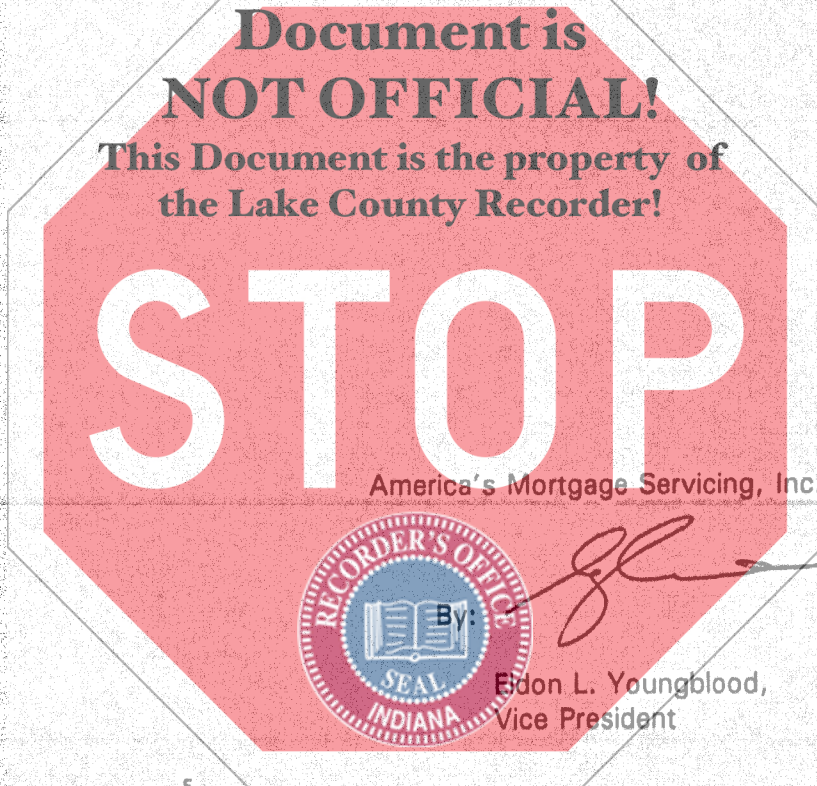 Document is
NOT OFFICIAL!
This Document is the property of
the Lake County Recorder!
STOP
America's Mortgage Servicing, Inc
RECORDER'S OFFICE
By:
SEAL
INDIANA
Eldon L. Youngblood,
Vice President